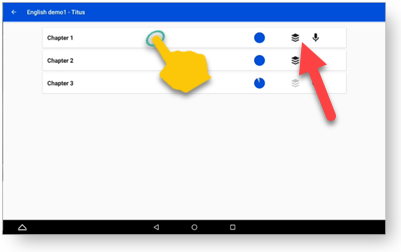 English demo1 - Titus
Chapter 1
Chapter 2
Chapter 3